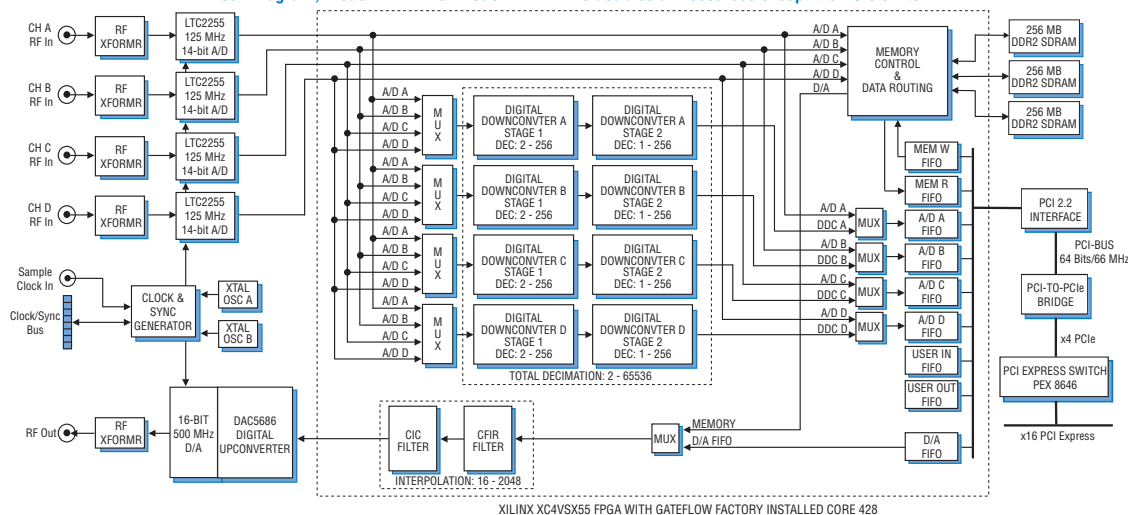 CH A
RF In
RF
XFORMR
LTC2255
125 MHz
14-bit A/D
CH B
RF In
RF
XFORMR
LTC2255
125 MHz
14-bit A/D
CH C
RF In
RF
XFORMR
LTC2255
125 MHz
14-bit A/D
CH D
RF In
RF
XFORMR
LTC2255
125 MHz
14-bit A/D
Sample
Clock In
Clock/Sync
Bus
CLOCK &
SYNC
GENERATOR
XTAL
OSC A
XTAL
OSC B
RF Out
RF
XFORMR
16-BIT
500 MHz
D/A
DAC5686
DIGITAL
UPCONVERTER
A/D A
A/D B
A/D C
A/D D
M
U
X
DIGITAL
DOWNCONVTER A
STAGE 1
DEC: 2 - 256
DIGITAL
DOWNCONVTER A
STAGE 2
DEC: 1 - 256
A/D A
A/D B
A/D C
A/D D
M
U
X
DIGITAL
DOWNCONVTER B
STAGE 1
DEC: 2 - 256
DIGITAL
DOWNCONVTER B
STAGE 2
DEC: 1 - 256
A/D A
A/D B
A/D C
A/D D
M
U
X
DIGITAL
DOWNCONVTER C
STAGE 1
DEC: 2 - 256
DIGITAL
DOWNCONVTER C
STAGE 2
DEC: 1 - 256
A/D A
A/D B
A/D C
A/D D
M
U
X
DIGITAL
DOWNCONVTER D
STAGE 1
DEC: 2 - 256
DIGITAL
DOWNCONVTER D
STAGE 2
DEC: 1 - 256
TOTAL DECIMATION: 2 - 65536
CIC
FILTER
CFIR
FILTER
INTERPOLATION: 16 - 2048
MUX
MEMORY
D/A FIFO
A/D A
A/D B
A/D C
A/D D
D/A
MEMORY
CONTROL
&
DATA ROUTING
256 MB
DDR2 SDRAM
256 MB
DDR2 SDRAM
256 MB
DDR2 SDRAM
MEM W
FIFO
MEM R
FIFO
A/D A
DDC A
MUX
A/D A
FIFO
A/D B
DDC B
MUX
A/D B
FIFO
A/D C
DDC C
MUX
A/D C
FIFO
A/D D
DDC D
MUX
A/D D
FIFO
USER IN
FIFO
USER OUT
FIFO
D/A
FIFO
PCI 2.2
INTERFACE
PCI-BUS
64 Bits/66 MHz
PCI-TO-PCIe
BRIDGE
x4 PCIe
PCI EXPRESS SWITCH
PEX 8646
x16 PCI Express
XILINX XC4VSX55 FPGA WITH GATEFLOW FACTORY INSTALLED CORE 428